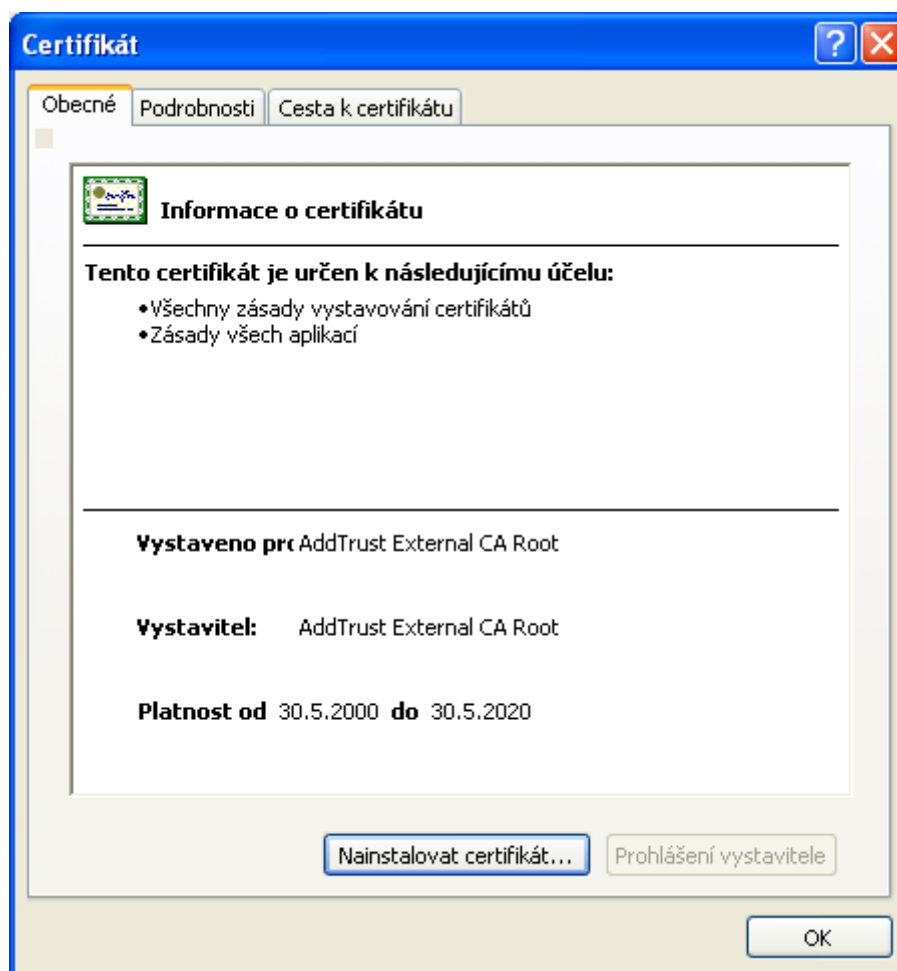 Certifikát
Obecné Podrobnosti Cesta k certifikátu
Informace o certifikátu
Tento certifikát je určen k následujícímu účelu:
•Všechny zásady vystavování certifikátů
•Zásady všech aplikací
Vystaveno pro AddTrust External CA Root
Vystavitel: AddTrust External CA Root
Platnost od 30.5.2000 do 30.5.2020
Nainstalovat certifikát... Prohlášení vystavitele
OK